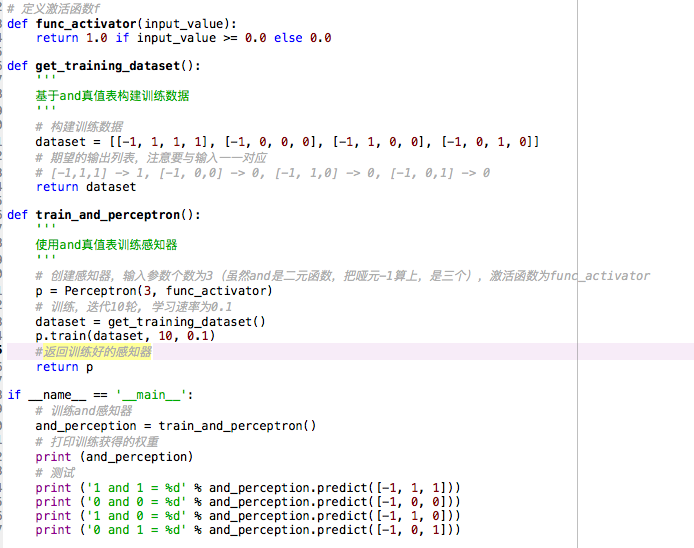 # 定义激活函数f
def func_activator(input_value):
    return 1.0 if input_value >= 0.0 else 0.0
def get_training_dataset():
    '''
    基于and真值表构建训练数据
    '''
    # 构建训练数据
    dataset = [[-1, 1, 1, 1], [-1, 0, 0, 0], [-1, 1, 0, 0], [-1, 0, 1, 0]]
    # 期望的输出列表，注意要与输入一一对应
    # [-1,1,1] -> 1, [-1, 0,0] -> 0, [-1, 1,0] -> 0, [-1, 0,1] -> 0
    return dataset
def train_and_perceptron():
    '''
    使用and真值表训练感知器
    '''
    # 创建感知器，输入参数个数为3（虽然and是二元函数，把哑元-1算上，是三个），激活函数为func_activator
    p = Perceptron(3, func_activator)
    # 训练，迭代10轮, 学习速率为0.1
    dataset = get_training_dataset()
    p.train(dataset, 10, 0.1)
    #返回训练好的感知器
    return p
if __name__ == '__main__':
    # 训练and感知器
    and_perception = train_and_perceptron()
    # 打印训练获得的权重
    print (and_perception)
    # 测试
    print ('1 and 1 = %d' % and_perception.predict([-1, 1, 1]))
    print ('0 and 0 = %d' % and_perception.predict([-1, 0, 0]))
    print ('1 and 0 = %d' % and_perception.predict([-1, 1, 0]))
    print ('0 and 1 = %d' % and_perception.predict([-1, 0, 1]))